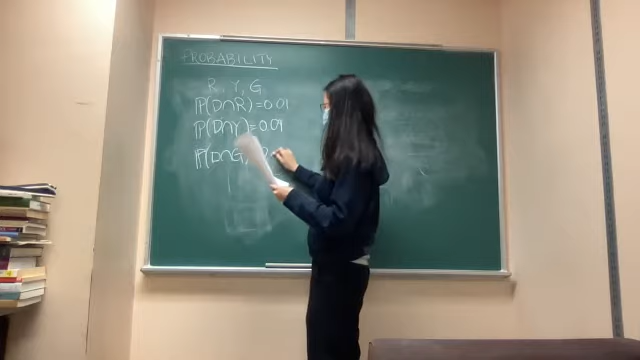 PROBABILITY
R, Y, G
P(D∩R)=0.01
P(D∩Y)=0.09
P(D∩G)